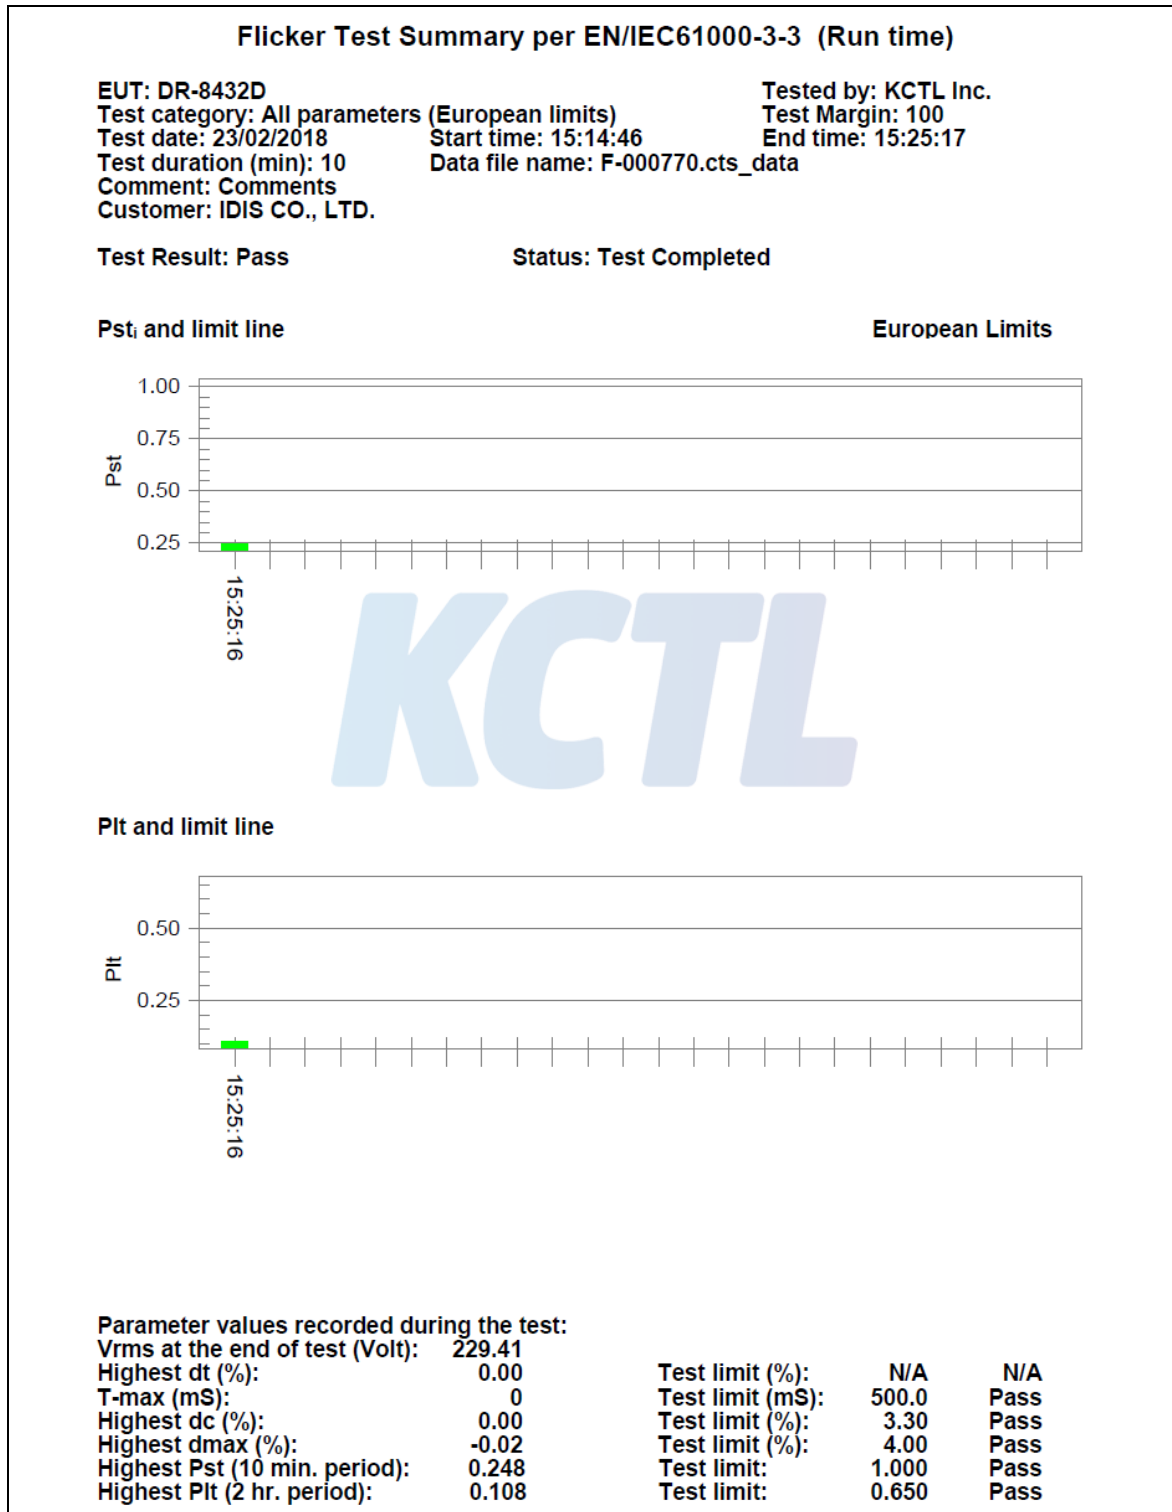 Flicker Test Summary per EN/IEC61000-3-3 (Run time)
EUT: DR-8432D Tested by: KCTL Inc.
Test category: All parameters (European limits) Test Margin: 100
Test date: 23/02/2018 Start time: 15:14:46 End time: 15:25:17
Test duration (min): 10 Data file name: F-000770.cts_data
Comment: Comments
Customer: IDIS CO., LTD.
Test Result: Pass Status: Test Completed
Pstᵢ and limit line European Limits
1.00
0.75
Pst
0.50
0.25
15:25:16
KCTL
Plt and limit line
0.50
Plt
0.25
15:25:16
Parameter values recorded during the test:
Vrms at the end of test (Volt): 229.41
Highest dt (%): 0.00 Test limit (%): N/A N/A
T-max (mS): 0 Test limit (mS): 500.0 Pass
Highest dc (%): 0.00 Test limit (%): 3.30 Pass
Highest dmax (%): -0.02 Test limit (%): 4.00 Pass
Highest Pst (10 min. period): 0.248 Test limit: 1.000 Pass
Highest Plt (2 hr. period): 0.108 Test limit: 0.650 Pass